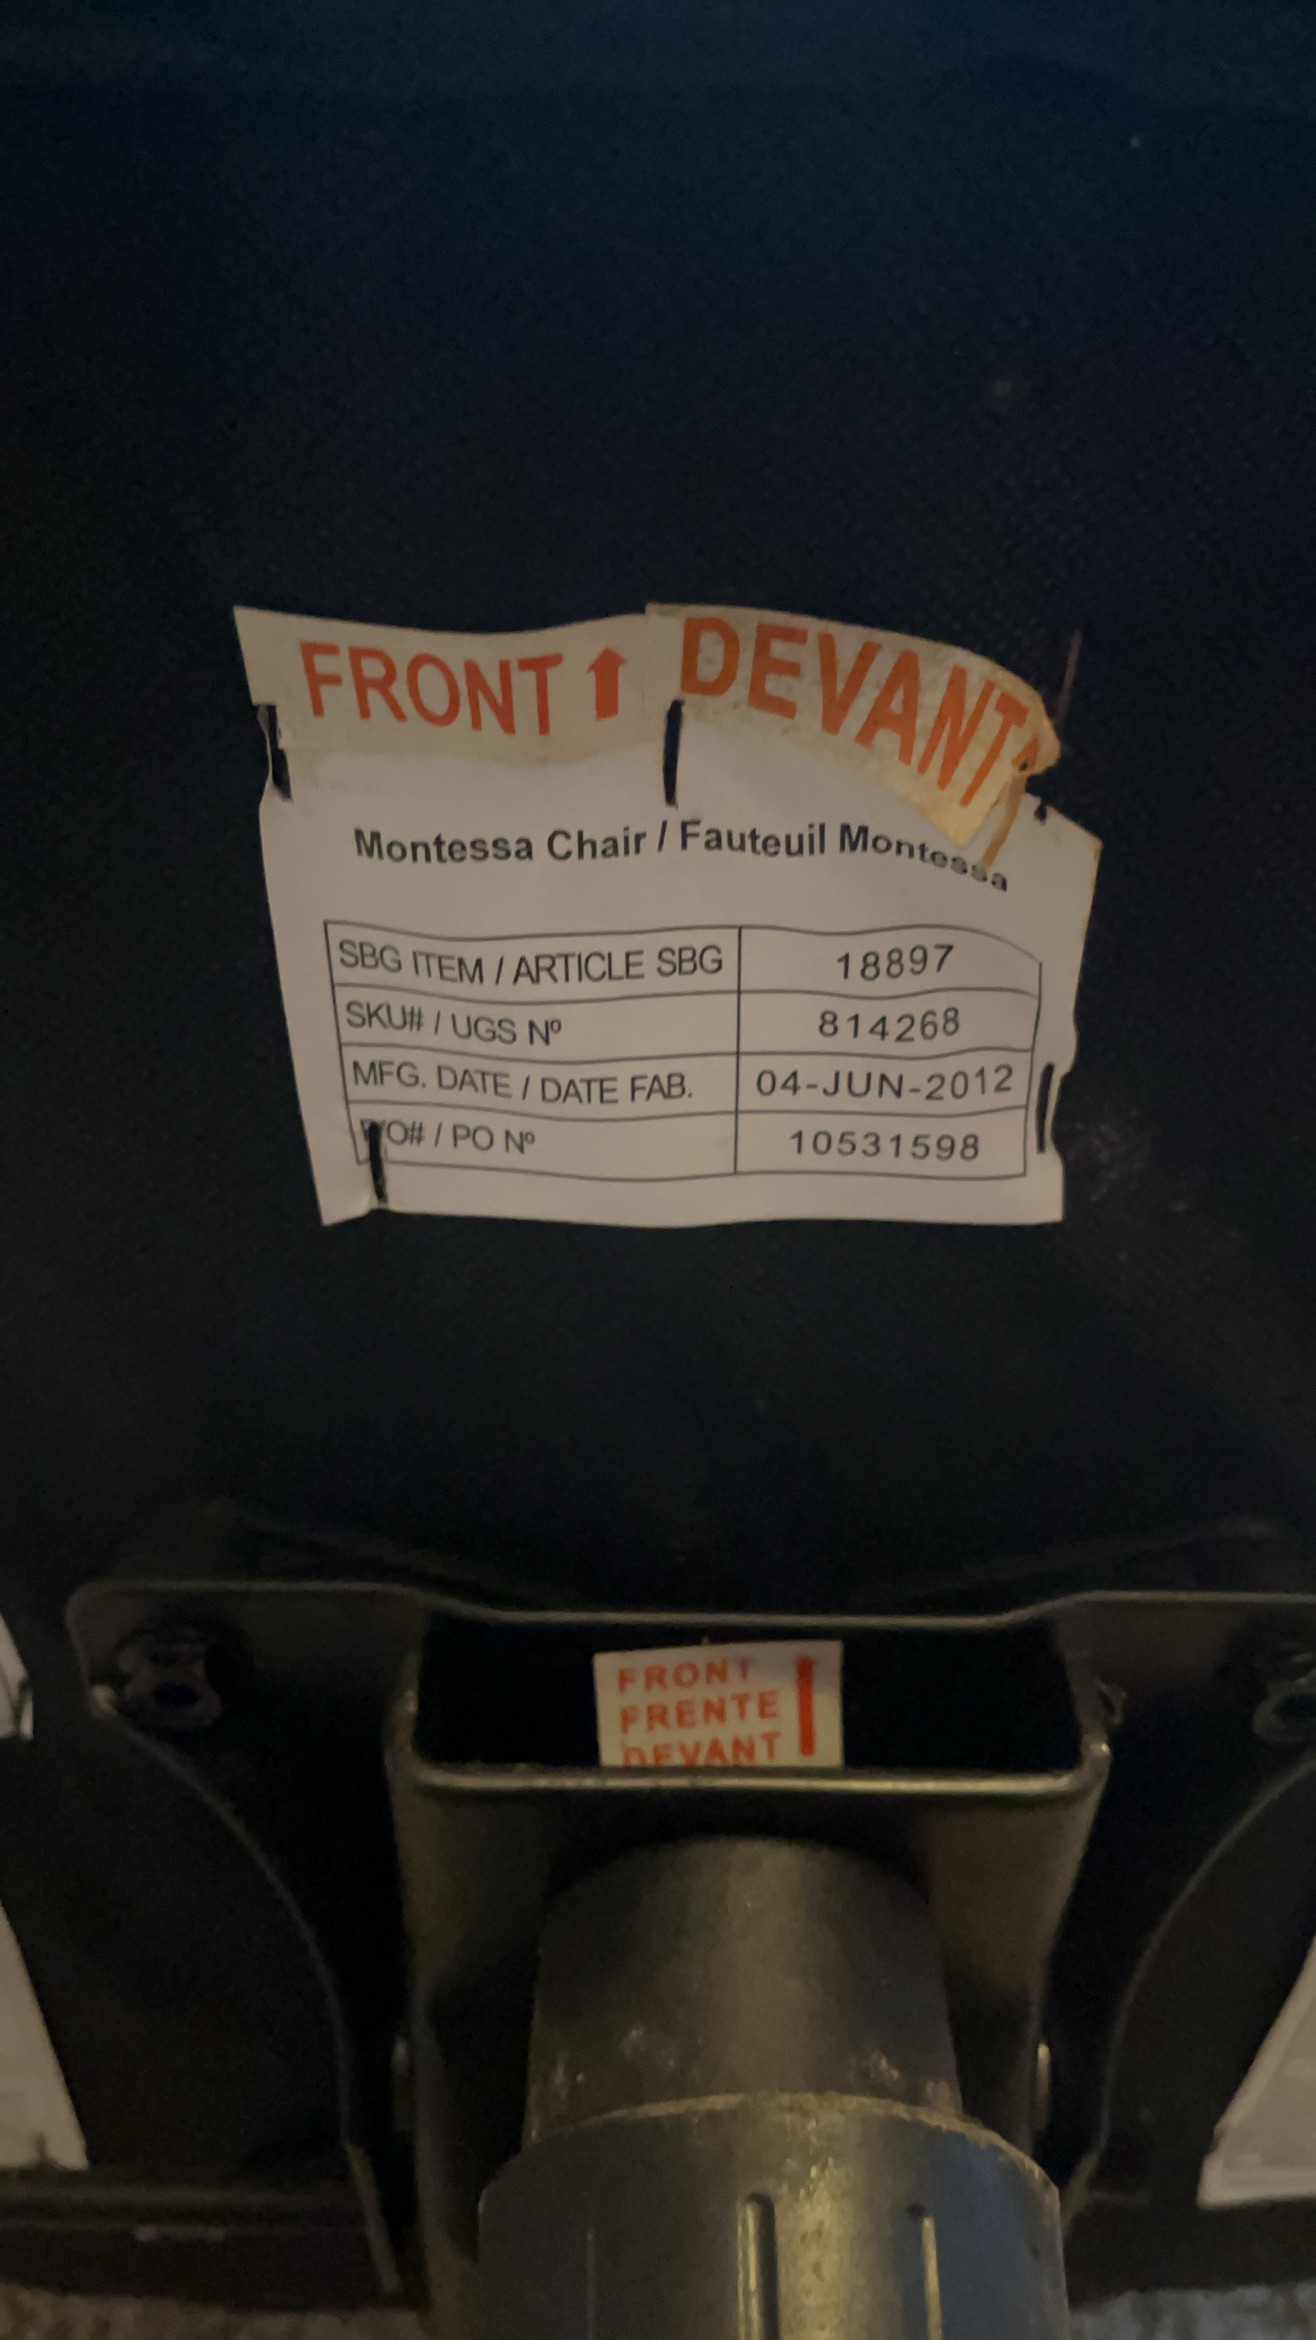 FRONT ⬆ DEVANT
Montessa Chair / Fauteuil Montessa
SBG ITEM / ARTICLE SBG 18897
SKU# / UGS Nº 814268
MFG. DATE / DATE FAB. 04-JUN-2012
/ PO Nº 10531598
FRONT
FRENTE
DEVANT